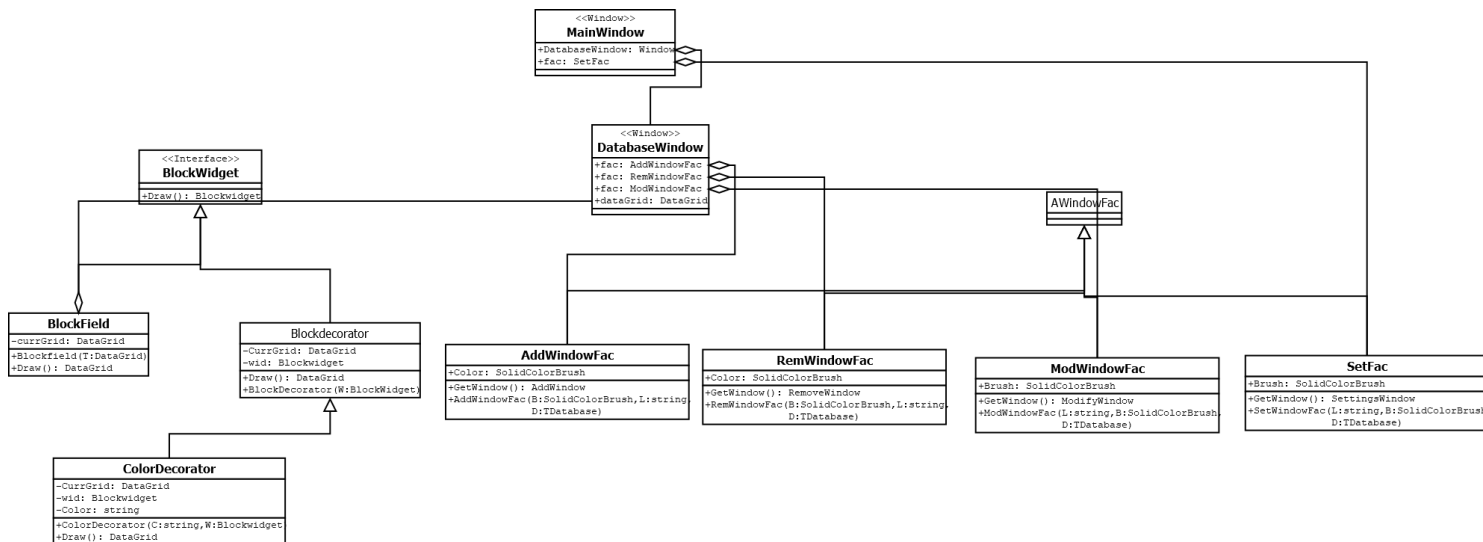 <<Window>>
MainWindow
+DatabaseWindow: Window
+fac: SetFac
<<Window>>
DatabaseWindow
+fac: AddWindowFac
+fac: RemWindowFac
+fac: ModWindowFac
+dataGrid: DataGrid
<<Interface>>
BlockWidget
+Draw(): Blockwidget
AWindowFac
BlockField
-currGrid: DataGrid
+Blockfield(T:DataGrid)
+Draw(): DataGrid
Blockdecorator
-CurrGrid: DataGrid
-wid: Blockwidget
+Draw(): DataGrid
+BlockDecorator(W:BlockWidget)
AddWindowFac
+Color: SolidColorBrush
+GetWindow(): AddWindow
+AddWindowFac(B:SolidColorBrush,L:string,
D:TDatabase)
RemWindowFac
+Color: SolidColorBrush
+GetWindow(): RemoveWindow
+RemWindowFac(B:SolidColorBrush,L:string,
D:TDatabase)
ModWindowFac
+Brush: SolidColorBrush
+GetWindow(): ModifyWindow
+ModWindowFac(L:string,B:SolidColorBrush,
D:TDatabase)
SetFac
+Brush: SolidColorBrush
+GetWindow(): SettingsWindow
+SetWindowFac(L:string,B:SolidColorBrush
D:TDatabase)
ColorDecorator
-CurrGrid: DataGrid
-wid: Blockwidget
-Color: string
+ColorDecorator(C:string,W:Blockwidget)
+Draw(): DataGrid